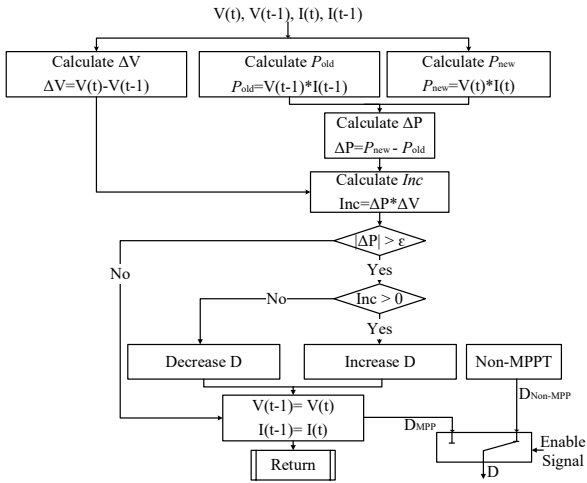 V(t), V(t-1), I(t), I(t-1)
Calculate ΔV
ΔV=V(t)-V(t-1)
Calculate Pold
Pold=V(t-1)*I(t-1)
Calculate Pnew
Pnew=V(t)*I(t)
Calculate ΔP
ΔP=Pnew - Pold
Calculate Inc
Inc=ΔP*ΔV
|ΔP| > ε
No
Yes
Inc > 0
No
Yes
Decrease D
Increase D
Non-MPPT
V(t-1)= V(t)
I(t-1)= I(t)
DMPP
DNon-MPP
Enable
Signal
D
Return